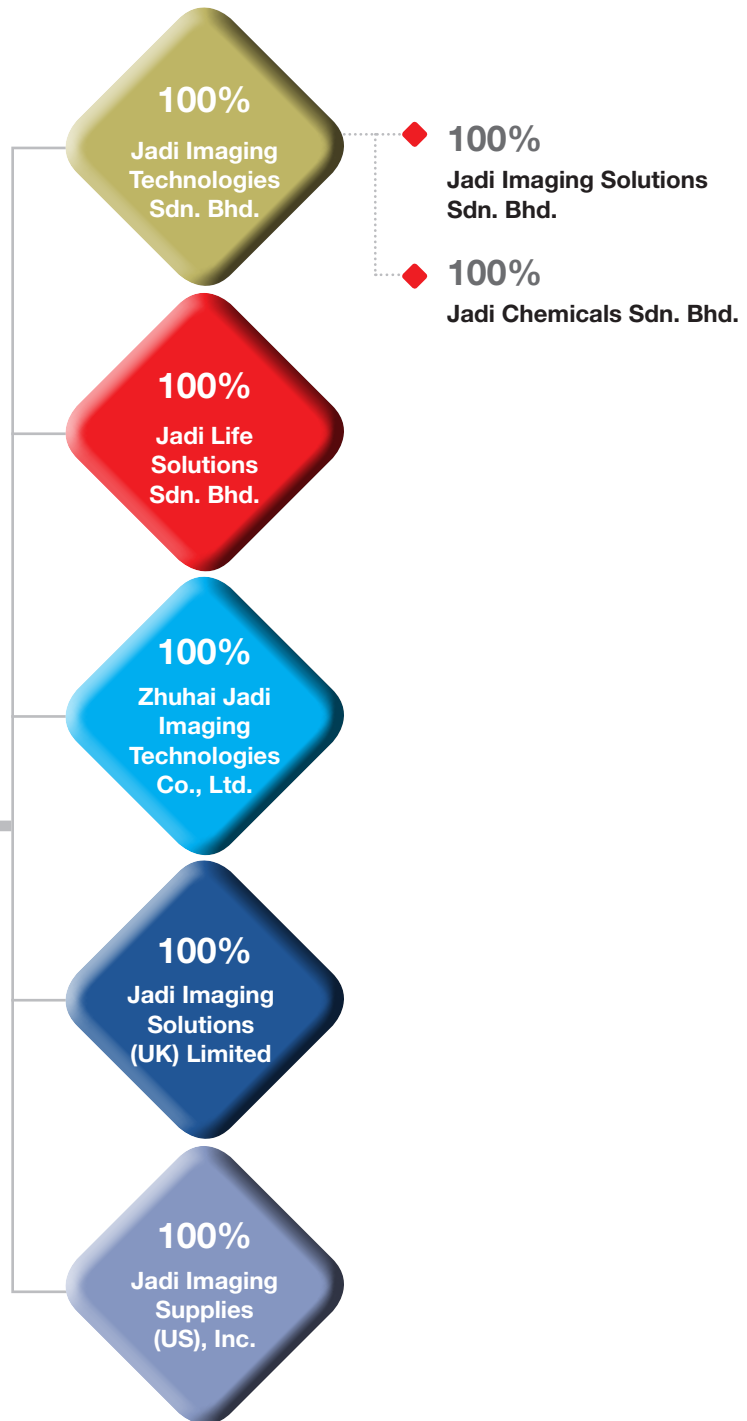 100%
Jadi Imaging
Technologies
Sdn. Bhd.
100%
Jadi Imaging Solutions
Sdn. Bhd.
100%
Jadi Chemicals Sdn. Bhd.
100%
Jadi Life
Solutions
Sdn. Bhd.
100%
Zhuhai Jadi
Imaging
Technologies
Co., Ltd.
100%
Jadi Imaging
Solutions
(UK) Limited
100%
Jadi Imaging
Supplies
(US), Inc.